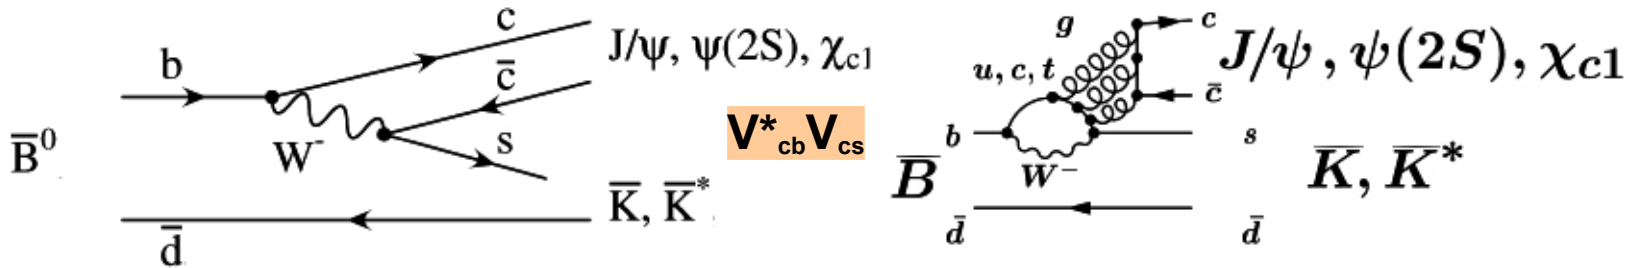 b
c
c̅
s
W⁻
B̅⁰
d̅
J/ψ, ψ(2S), χc1
K̅, K̅*
V*cbVcs
g
u, c, t
c
c̅
b
s
W⁻
B̅
d̅
d̅
J/ψ, ψ(2S), χc1
K̅, K̅*